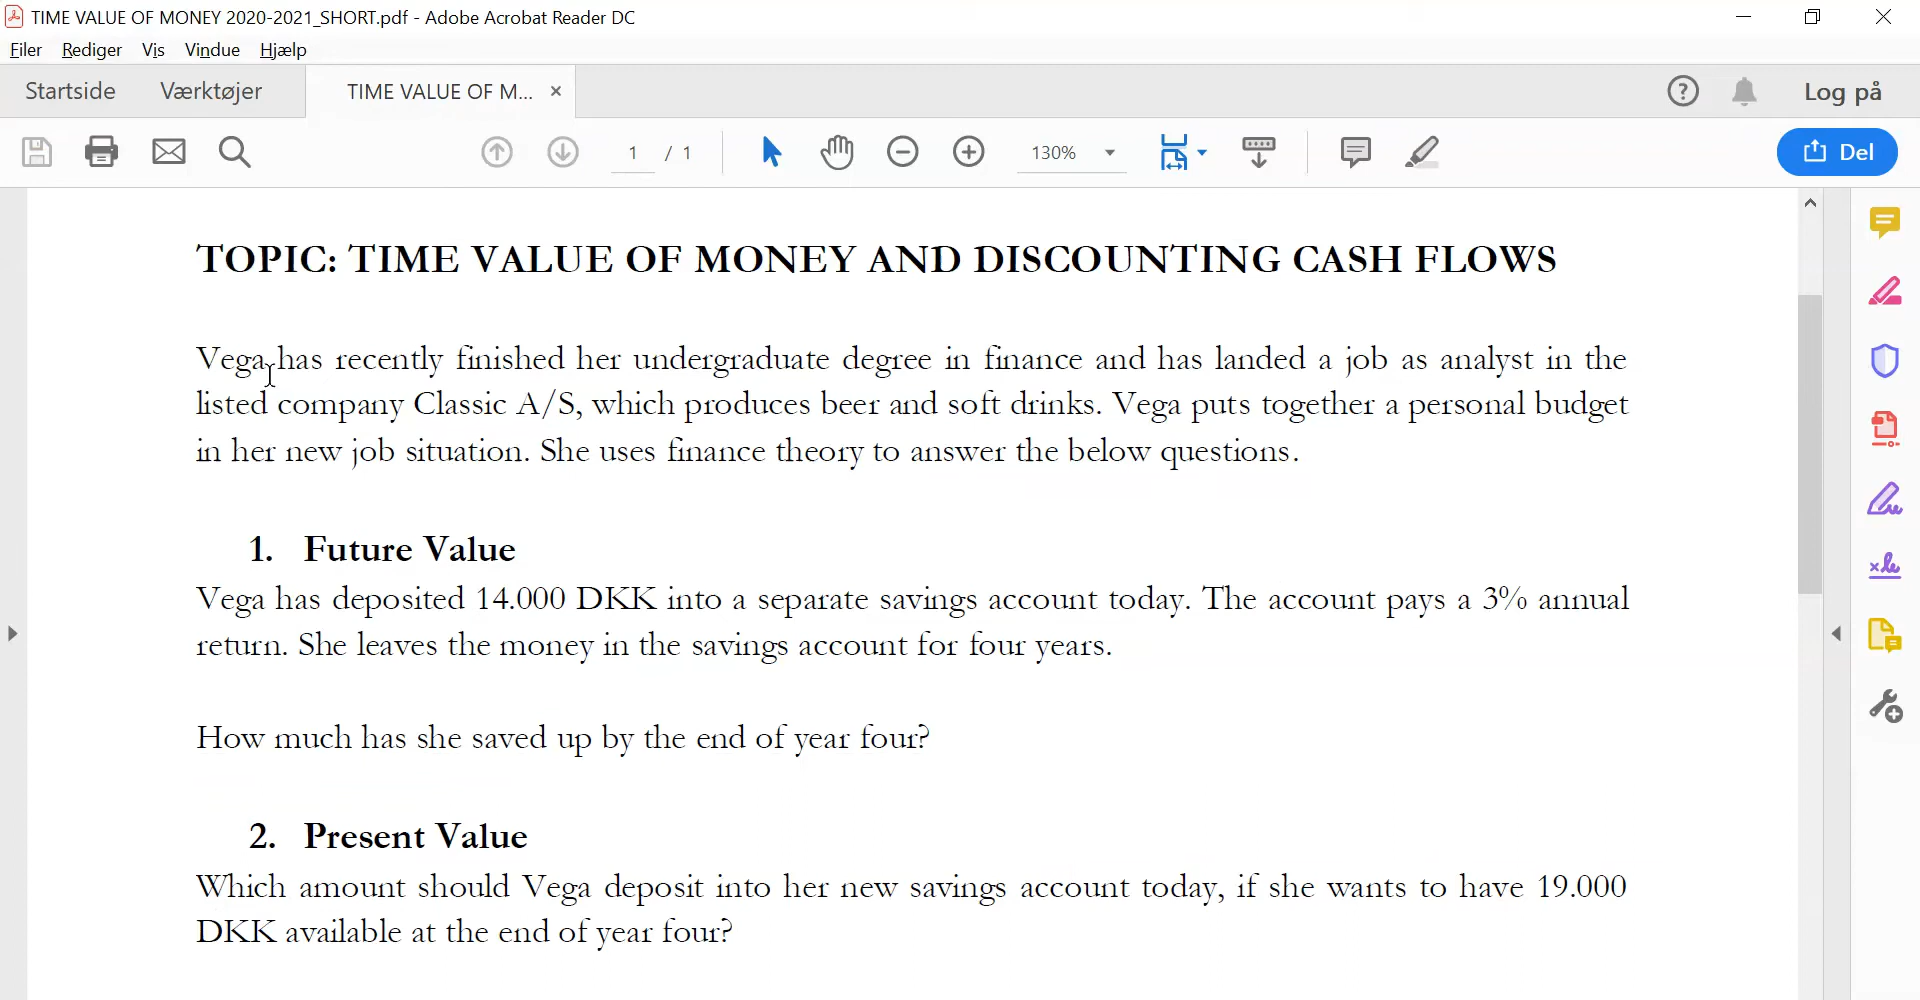 TIME VALUE OF MONEY 2020-2021_SHORT.pdf - Adobe Acrobat Reader DC
Filer Rediger Vis Vindue Hjælp
Startside Værktøjer TIME VALUE OF M... Log på
1 / 1 130% Del
TOPIC: TIME VALUE OF MONEY AND DISCOUNTING CASH FLOWS
Vega has recently finished her undergraduate degree in finance and has landed a job as analyst in the
listed company Classic A/S, which produces beer and soft drinks. Vega puts together a personal budget
in her new job situation. She uses finance theory to answer the below questions.
1. Future Value
Vega has deposited 14.000 DKK into a separate savings account today. The account pays a 3% annual
return. She leaves the money in the savings account for four years.
How much has she saved up by the end of year four?
2. Present Value
Which amount should Vega deposit into her new savings account today, if she wants to have 19.000
DKK available at the end of year four?